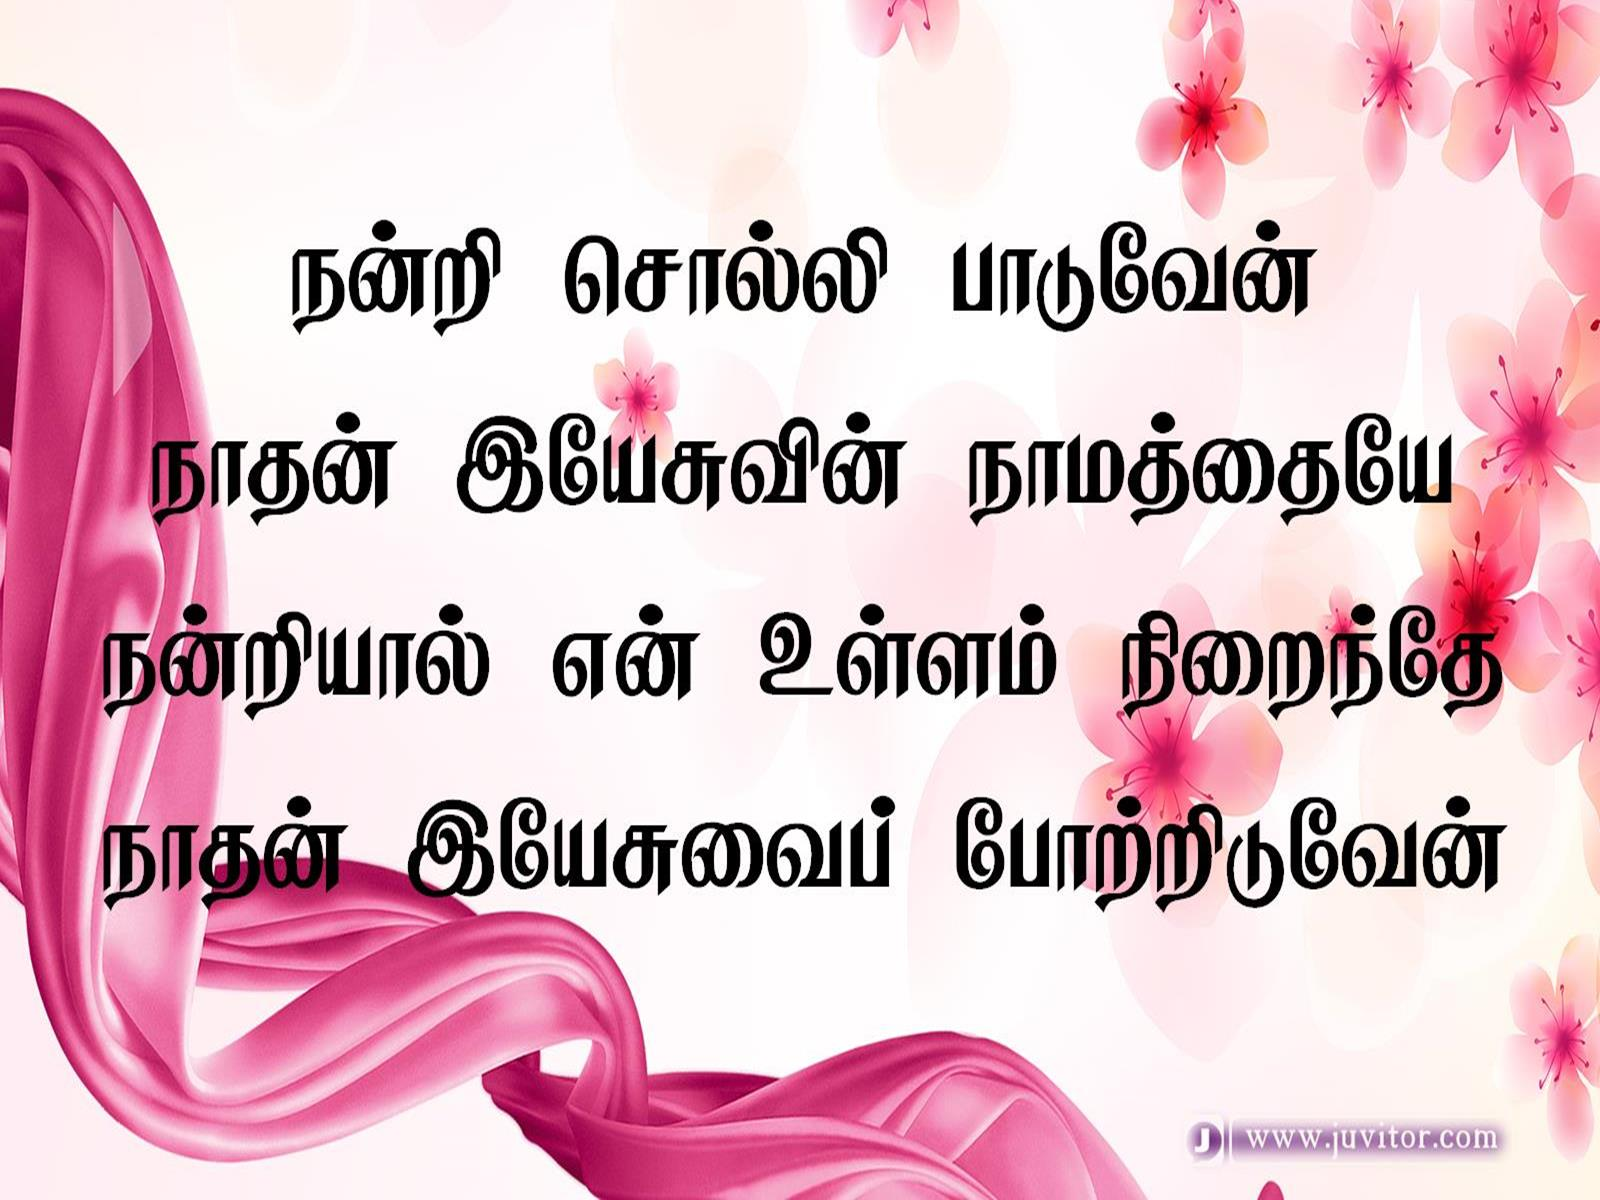 நன்றி சொல்லி பாடுவேன்
நாதன் இயேசுவின் நாமத்தையே
நன்றியால் என் உள்ளம் நிறைந்தே
நாதன் இயேசுவைப் போற்றிடுவேன்
J www.juvitor.com